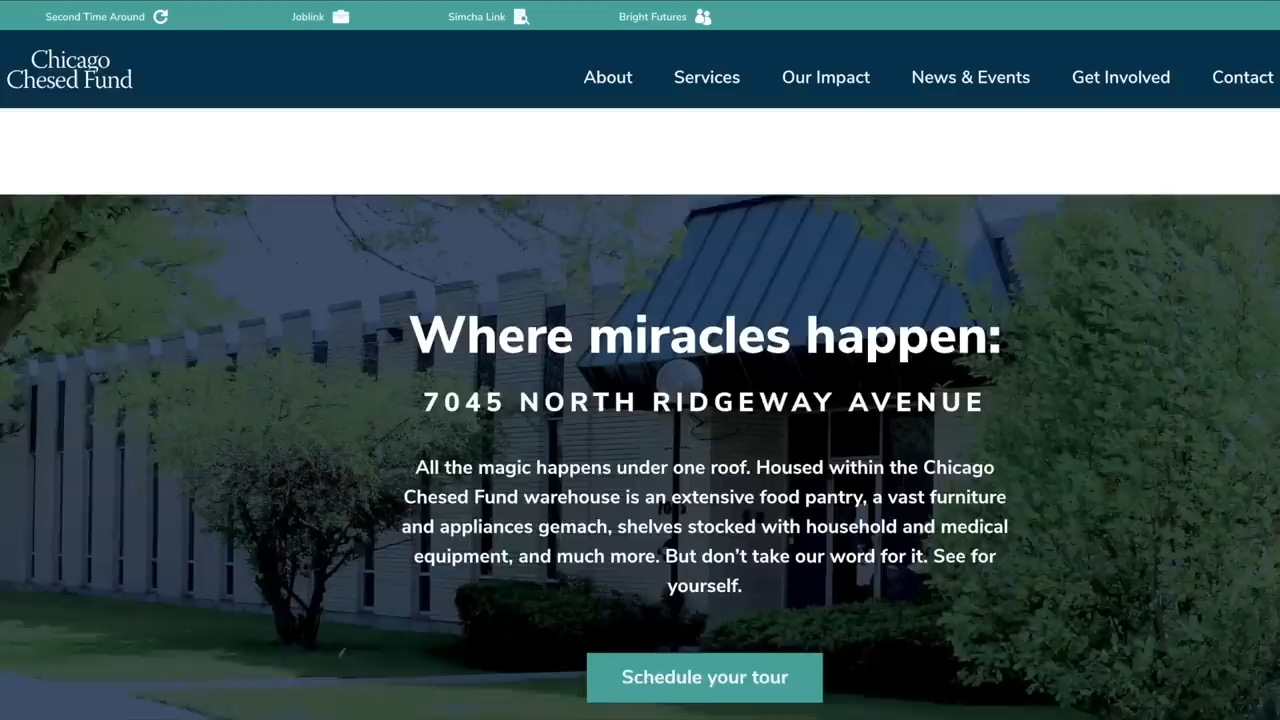 Second Time Around
Joblink
Simcha Link
Bright Futures
Chicago
Chesed Fund
About
Services
Our Impact
News & Events
Get Involved
Contact
Where miracles happen:
7045 NORTH RIDGEWAY AVENUE
All the magic happens under one roof. Housed within the Chicago
Chesed Fund warehouse is an extensive food pantry, a vast furniture
and appliances gemach, shelves stocked with household and medical
equipment, and much more. But don't take our word for it. See for
yourself.
Schedule your tour